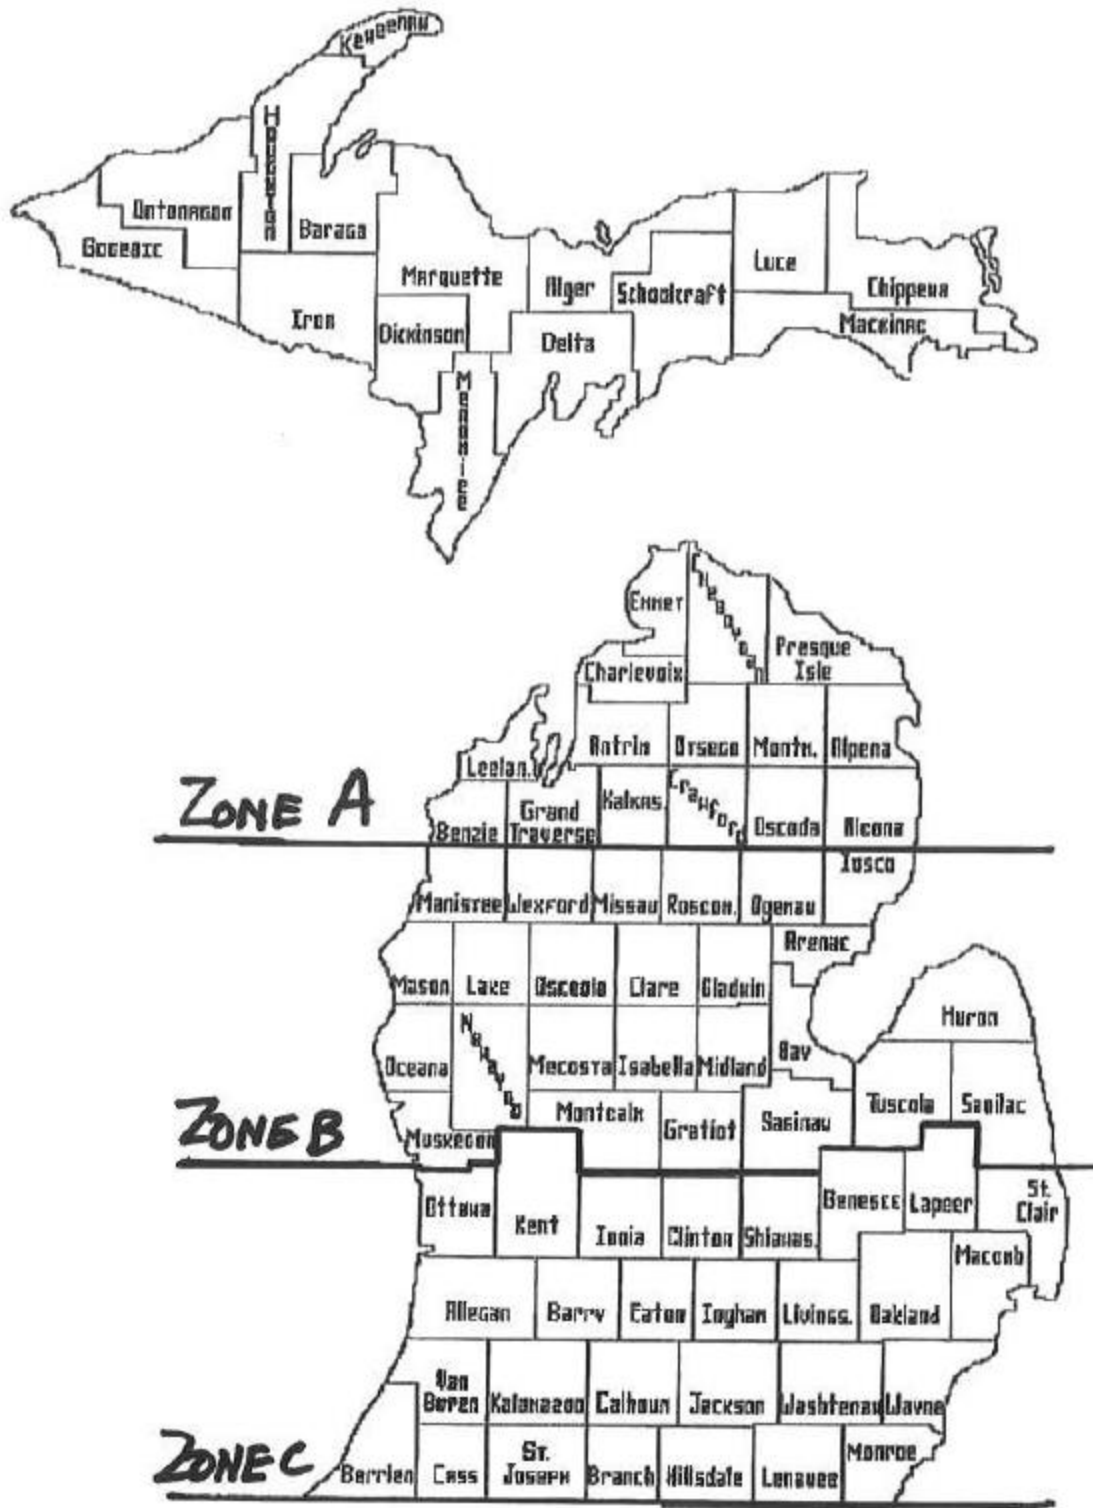 Keweenaw
Houghton
Ontonagon
Baraga
Gogebic
Luce
Marquette
Alger
Schoolcraft
Chippewa
Iron
Dickinson
Delta
Mackinac
Menominee
Emmet
Cheboygan
Presque
Isle
Charlevoix
Antrim
Otsego
Montm.
Alpena
Leelan.
ZONE A
Benzie
Grand
Traverse
Kalkas.
Crawford
Oscoda
Alcona
Iosco
Manistee
Wexford
Missau
Roscom.
Ogemaw
Arenac
Mason
Lake
Osceola
Clare
Gladwin
Huron
Oceana
Newaygo
Mecosta
Isabella
Midland
Bay
Tuscola
Sanilac
ZONE B
Muskegon
Montcalm
Gratiot
Saginaw
Ottawa
Kent
Ionia
Clinton
Shiawas.
Genesee
Lapeer
St.
Clair
Macomb
Allegan
Barry
Eaton
Ingham
Livings.
Oakland
Van
Buren
Kalamazoo
Calhoun
Jackson
Washtenaw
Wayne
ZONE C
Berrien
Cass
St.
Joseph
Branch
Hillsdale
Lenawee
Monroe